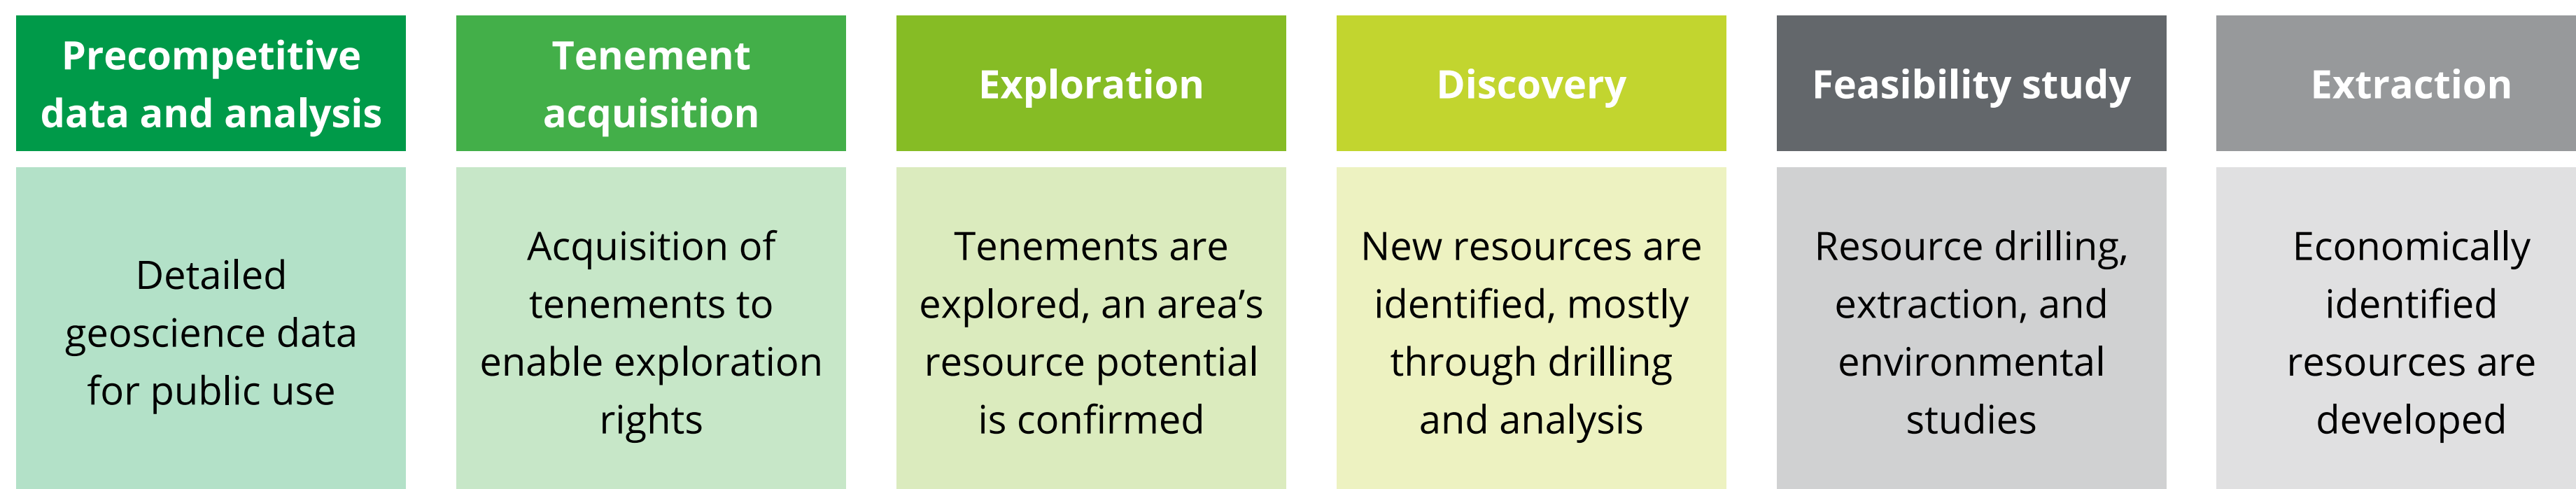 Precompetitive
data and analysis
Detailed
geoscience data
for public use
Tenement
acquisition
Acquisition of
tenements to
enable exploration
rights
Exploration
Tenements are
explored, an area’s
resource potential
is confirmed
Discovery
New resources are
identified, mostly
through drilling
and analysis
Feasibility study
Resource drilling,
extraction, and
environmental
studies
Extraction
Economically
identified
resources are
developed